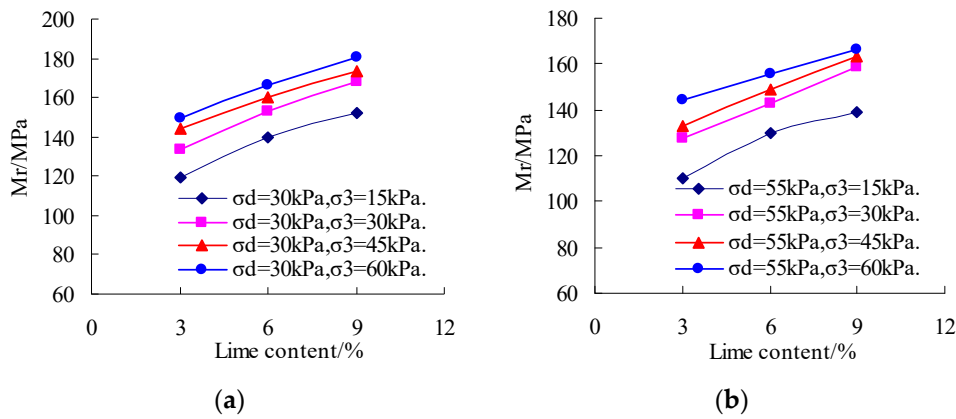 200
180
160
140
120
100
80
60
Mr/MPa
σd=30kPa,σ3=15kPa.
σd=30kPa,σ3=30kPa.
σd=30kPa,σ3=45kPa.
σd=30kPa,σ3=60kPa.
0 3 6 9 12
Lime content/%
(a)
180
160
140
120
100
80
60
Mr/MPa
σd=55kPa,σ3=15kPa.
σd=55kPa,σ3=30kPa.
σd=55kPa,σ3=45kPa.
σd=55kPa,σ3=60kPa.
0 3 6 9 12
Lime content/%
(b)